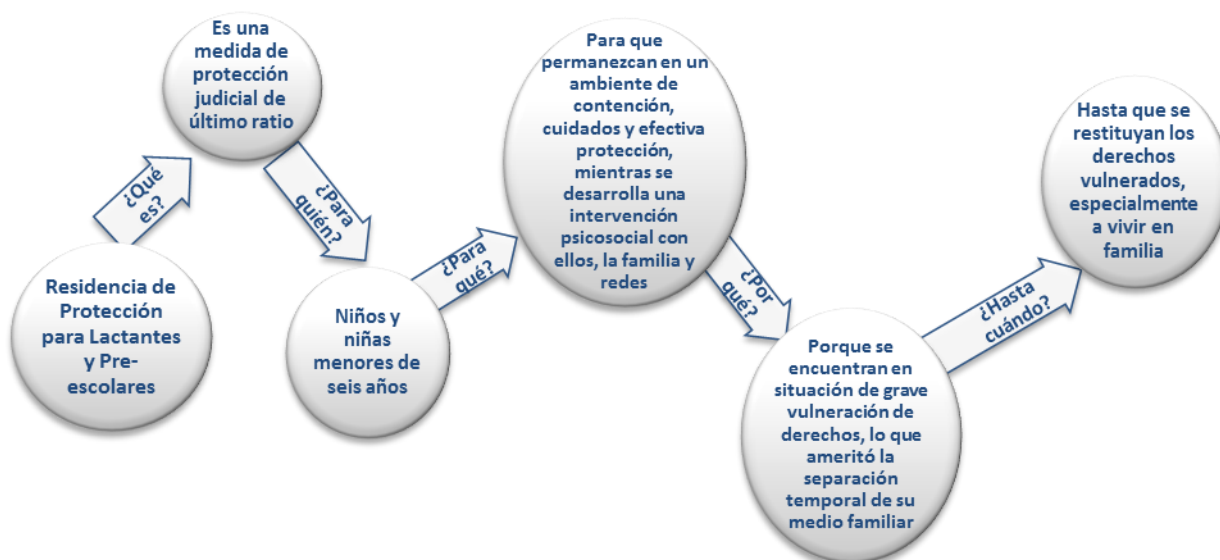 Residencia de
Protección
para Lactantes
y Pre-
escolares
¿Qué
es?
Es una
medida de
protección
judicial de
último ratio
¿Para
quién?
Niños y
niñas
menores de
seis años
¿Para
qué?
Para que
permanezcan en un
ambiente de
contención,
cuidados y efectiva
protección,
mientras se
desarrolla una
intervención
psicosocial con
ellos, la familia y
redes
¿Por
qué?
Porque se
encuentran en
situación de grave
vulneración de
derechos, lo que
ameritó la
separación
temporal de su
medio familiar
¿Hasta
cuándo?
Hasta que se
restituyan los
derechos
vulnerados,
especialmente
a vivir en
familia